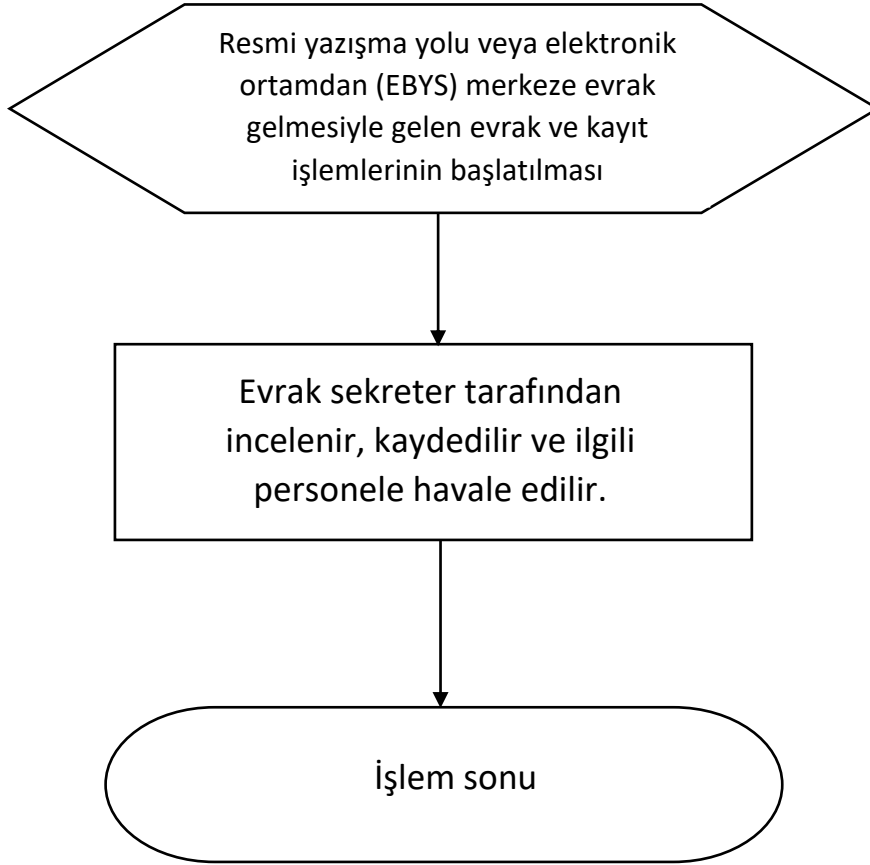 Resmi yazışma yolu veya elektronik
ortamdan (EBYS) merkeze evrak
gelmesiyle gelen evrak ve kayıt
işlemlerinin başlatılması
Evrak sekreter tarafından
incelenir, kaydedilir ve ilgili
personele havale edilir.
İşlem sonu